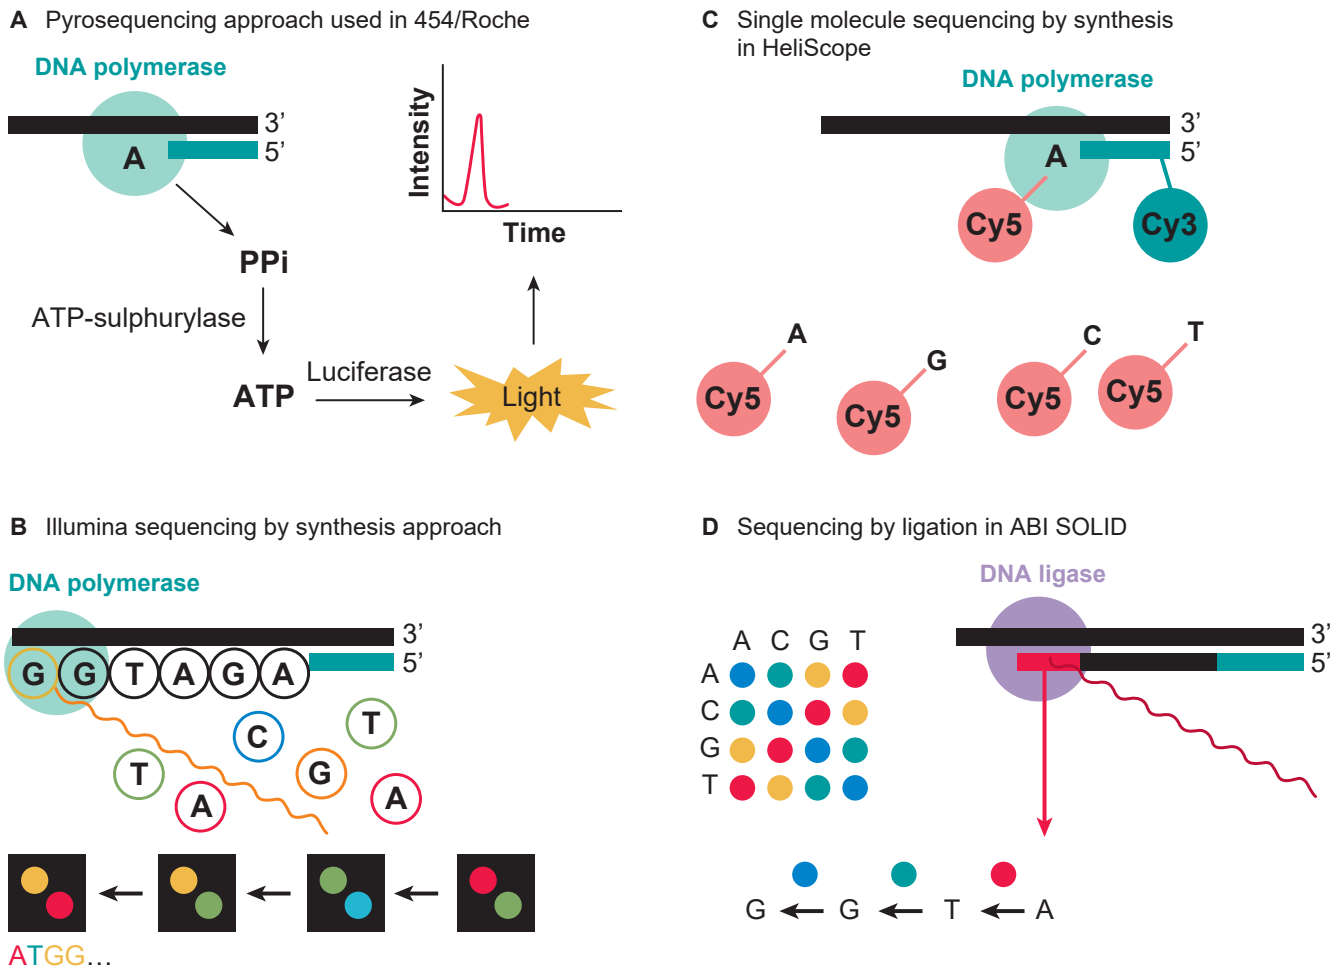 A Pyrosequencing approach used in 454/Roche
DNA polymerase
3’
5’
A
PPi
ATP-sulphurylase
ATP
Luciferase
Light
Intensity
Time
B Illumina sequencing by synthesis approach
DNA polymerase
3’
5’
G G T A G A
C
T
T
G
A
A
ATGG...
C Single molecule sequencing by synthesis
in HeliScope
DNA polymerase
3’
5’
A
Cy5
Cy3
A
G
C
T
Cy5
Cy5
Cy5
Cy5
D Sequencing by ligation in ABI SOLID
DNA ligase
3’
5’
A C G T
A
C
G
T
G G T A